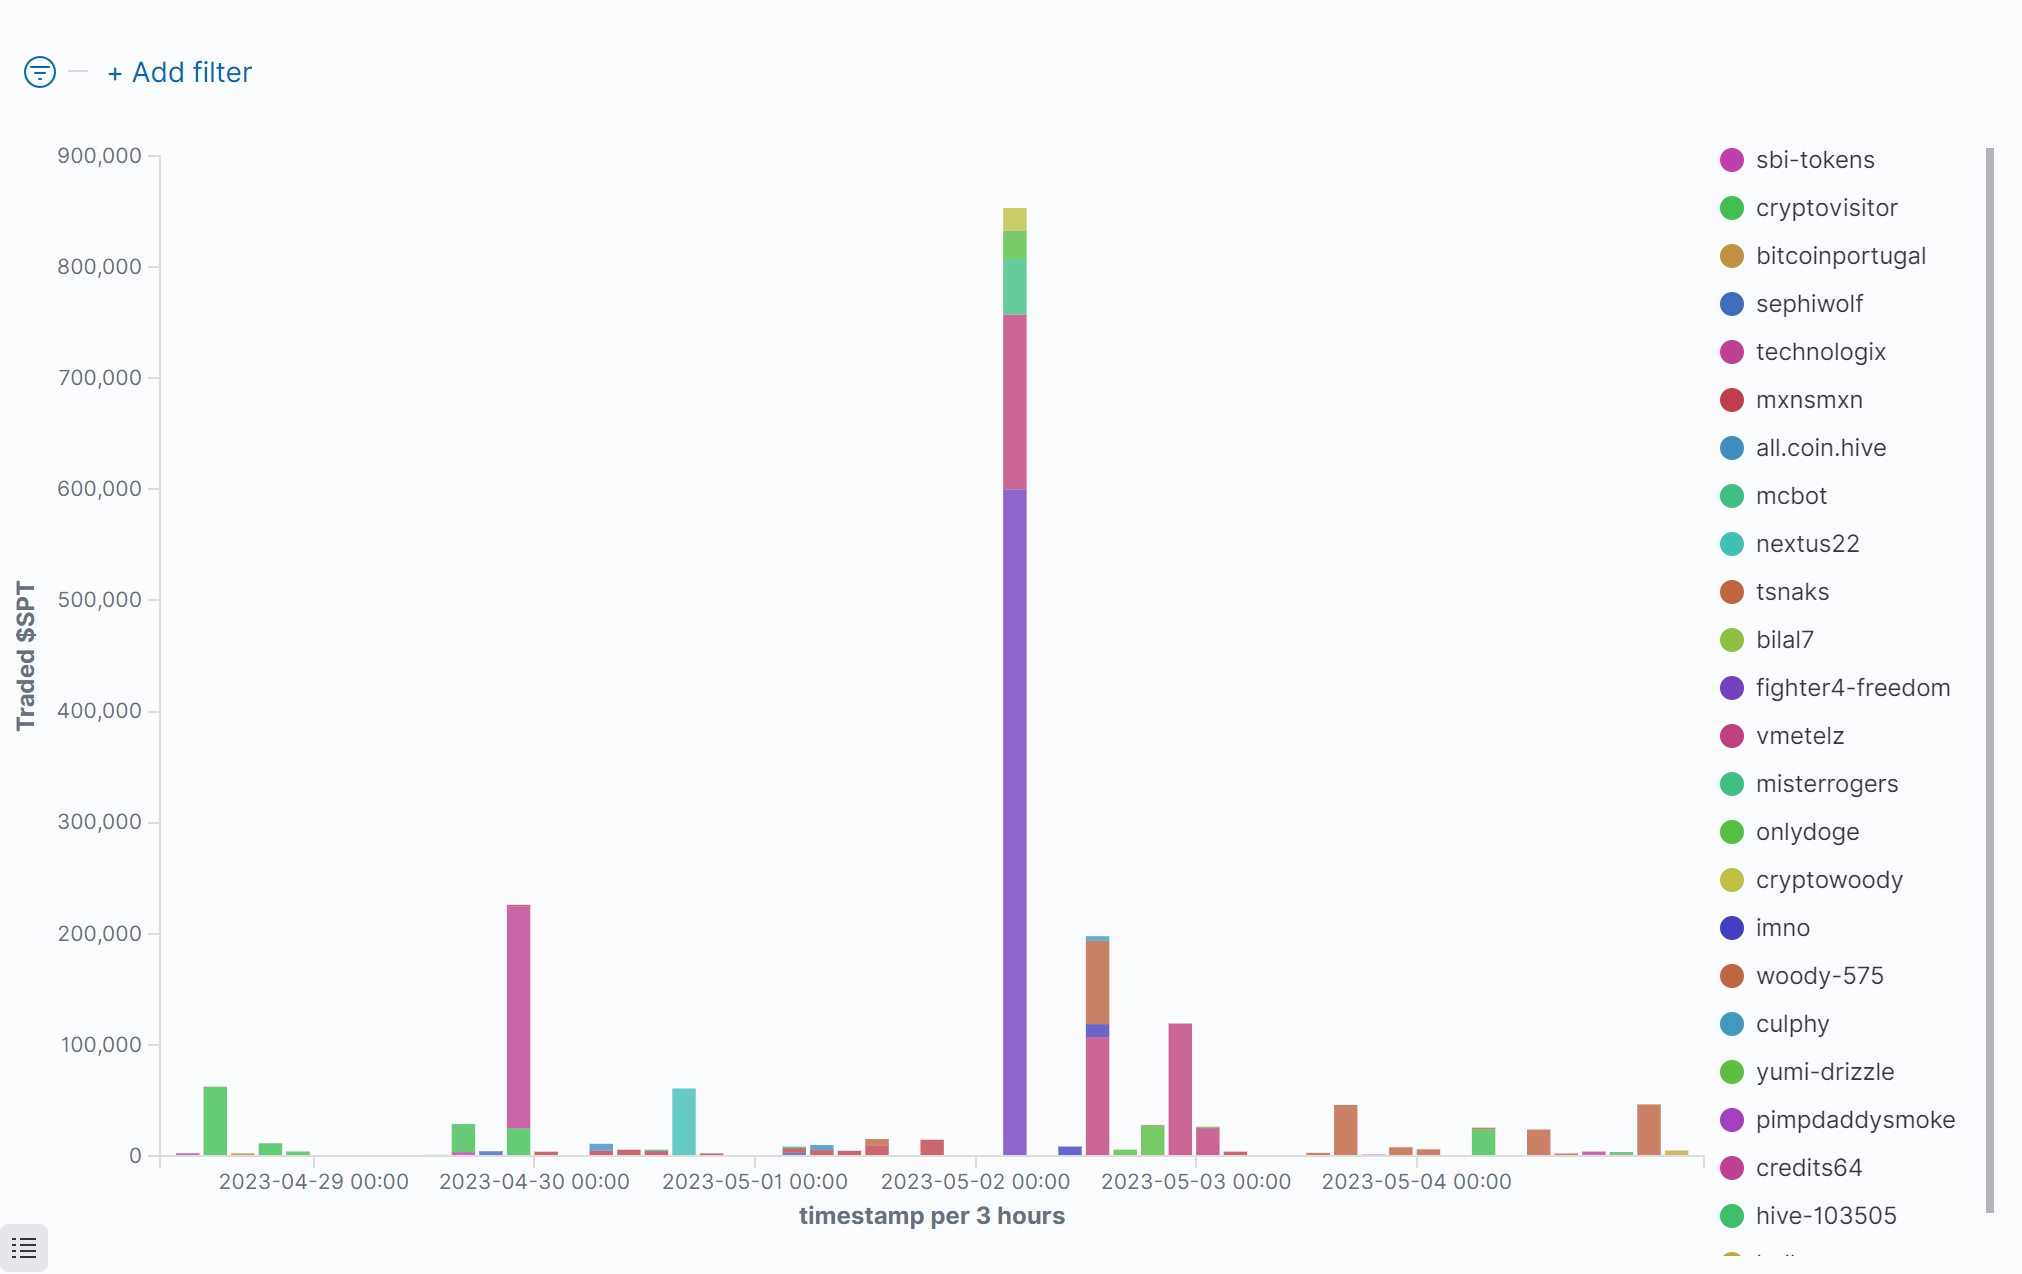 + Add filter
900,000
800,000
700,000
600,000
500,000
400,000
300,000
200,000
100,000
0
Traded $SPT
2023-04-29 00:00
2023-04-30 00:00
2023-05-01 00:00
2023-05-02 00:00
2023-05-03 00:00
2023-05-04 00:00
timestamp per 3 hours
sbi-tokens
cryptovisitor
bitcoinportugal
sephiwolf
technologix
mxnsmxn
all.coin.hive
mcbot
nextus22
tsnaks
bilal7
fighter4-freedom
vmetelz
misterrogers
onlydoge
cryptowoody
imno
woody-575
culphy
yumi-drizzle
pimpdaddysmoke
credits64
hive-103505